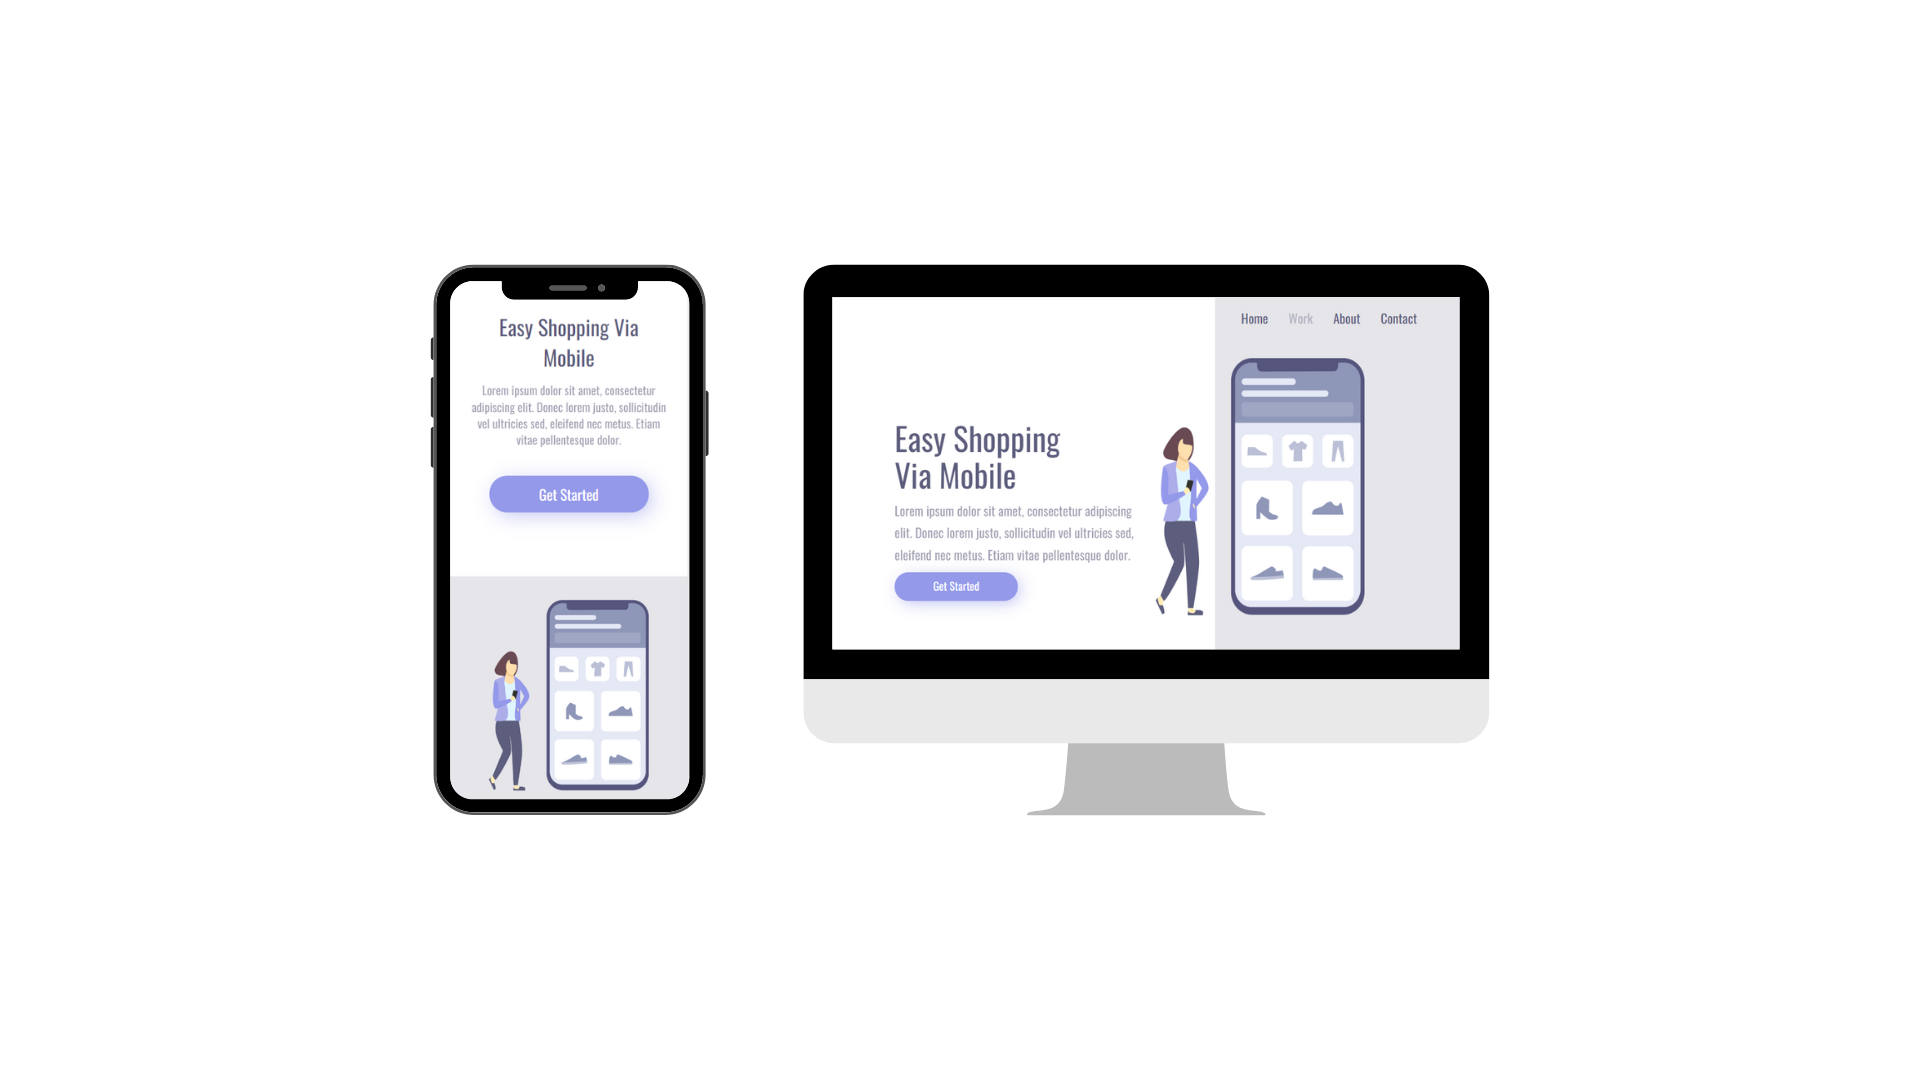 Easy Shopping Via
Mobile
Lorem ipsum dolor sit amet, consectetur
adipiscing elit. Donec lorem justo, sollicitudin
vel ultricies sed, eleifend nec metus. Etiam
vitae pellentesque dolor.
Get Started
Home Work About Contact
Easy Shopping
Via Mobile
Lorem ipsum dolor sit amet, consectetur adipiscing
elit. Donec lorem justo, sollicitudin vel ultricies sed,
eleifend nec metus. Etiam vitae pellentesque dolor.
Get Started